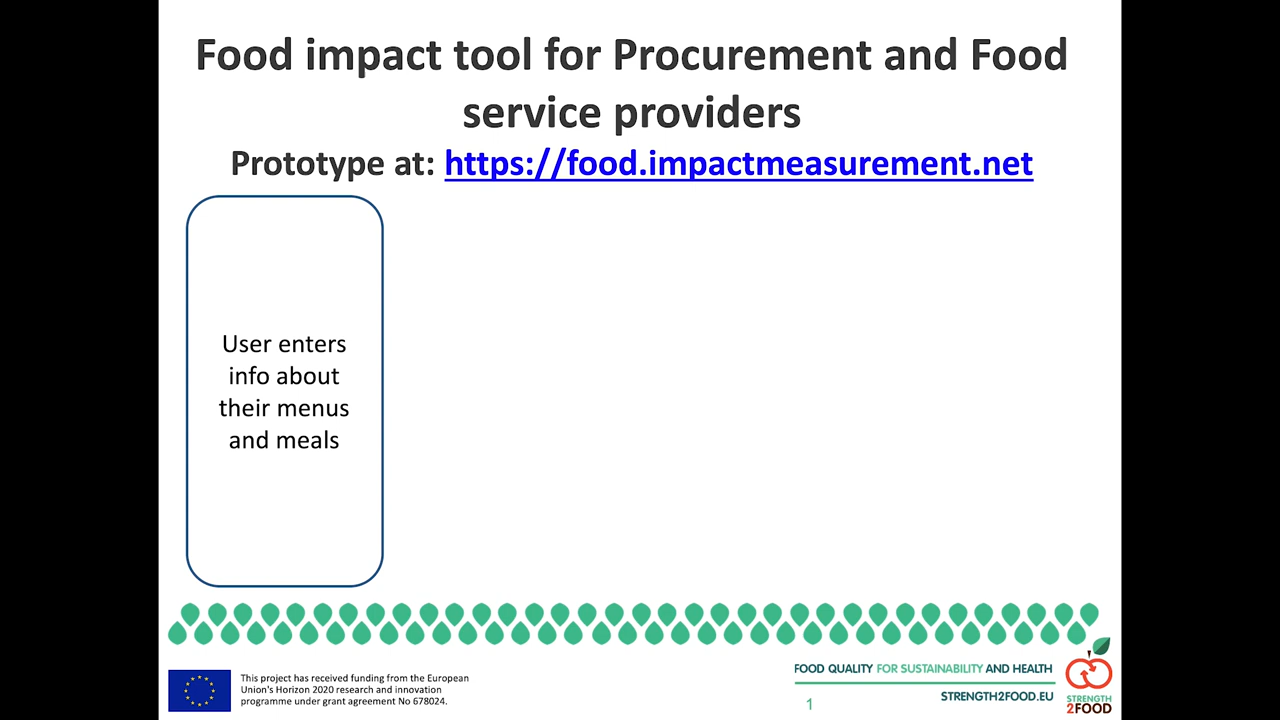 Food impact tool for Procurement and Food
service providers
Prototype at: https://food.impactmeasurement.net
User enters
info about
their menus
and meals
This project has received funding from the European
Union's Horizon 2020 research and innovation
programme under grant agreement No 678024.
FOOD QUALITY FOR SUSTAINABILITY AND HEALTH
STRENGTH2FOOD.EU
1
STRENGTH
2FOOD